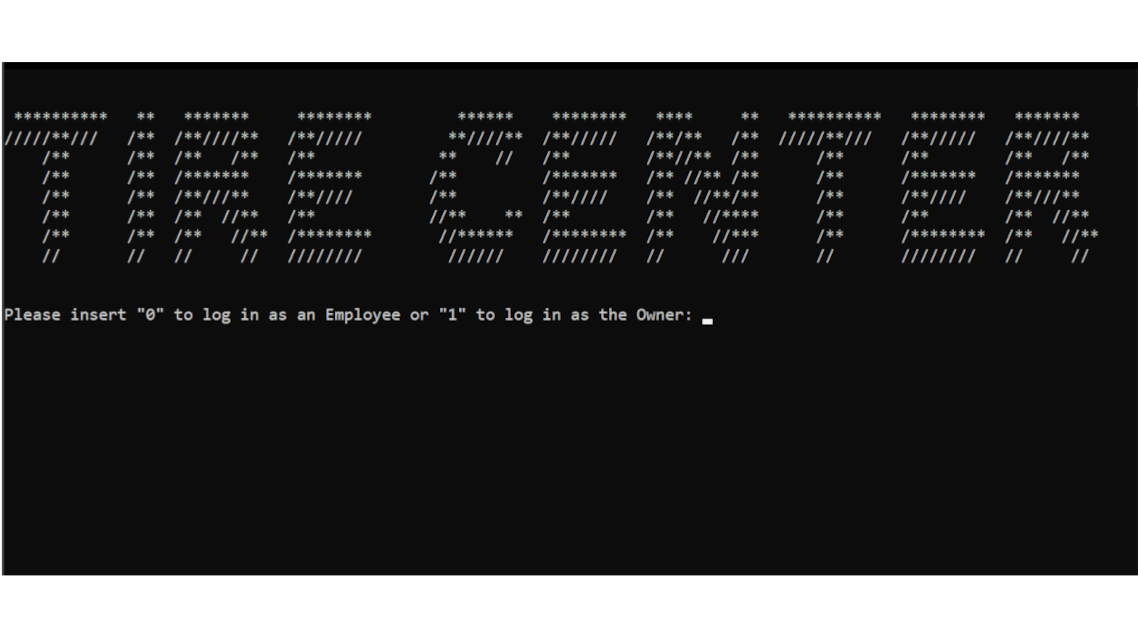 TIRE CENTER
Please insert "0" to log in as an Employee or "1" to log in as the Owner: